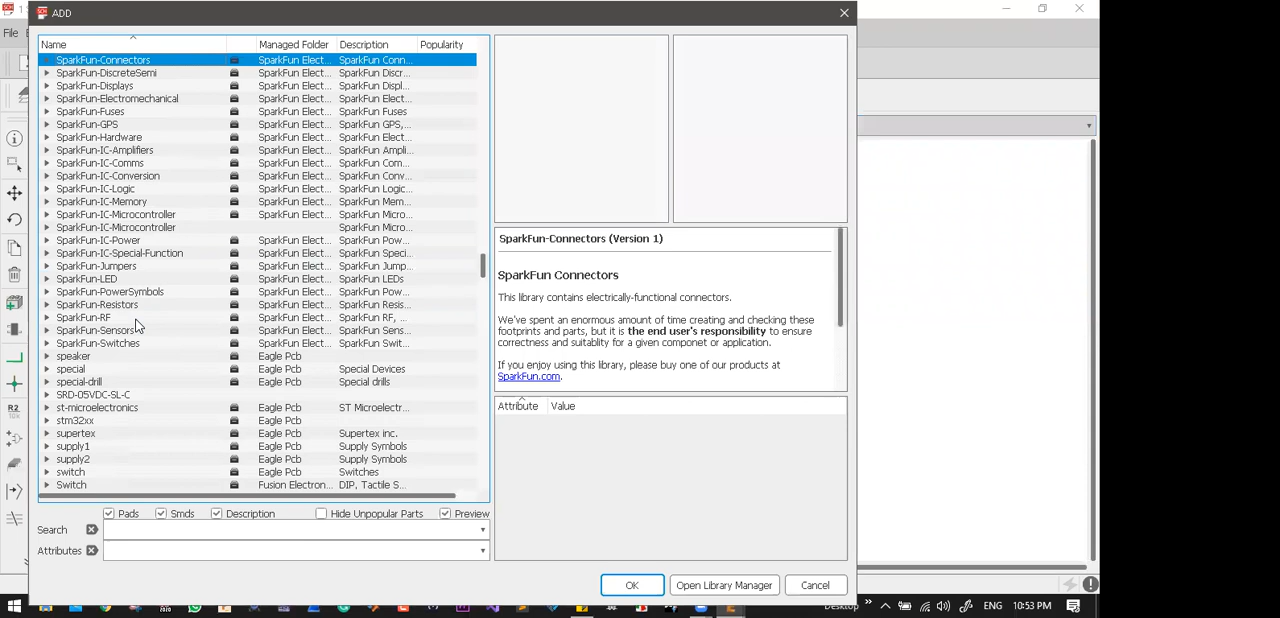 ADD
File
Name Managed Folder Description Popularity
SparkFun-Connectors SparkFun Elect... SparkFun Conn...
SparkFun-DiscreteSemi SparkFun Elect... SparkFun Discr...
SparkFun-Displays SparkFun Elect... SparkFun Displ...
SparkFun-Electromechanical SparkFun Elect... SparkFun Elect...
SparkFun-Fuses SparkFun Elect... SparkFun Fuses
SparkFun-GPS SparkFun Elect... SparkFun GPS,...
SparkFun-Hardware SparkFun Elect... SparkFun Elect...
SparkFun-IC-Amplifiers SparkFun Elect... SparkFun Ampli...
SparkFun-IC-Comms SparkFun Elect... SparkFun Com...
SparkFun-IC-Conversion SparkFun Elect... SparkFun Conv...
SparkFun-IC-Logic SparkFun Elect... SparkFun Logic...
SparkFun-IC-Memory SparkFun Elect... SparkFun Mem...
SparkFun-IC-Microcontroller SparkFun Elect... SparkFun Micro...
SparkFun-IC-Microcontroller SparkFun Micro...
SparkFun-IC-Power SparkFun Elect... SparkFun Pow...
SparkFun-IC-Special-Function SparkFun Elect... SparkFun Speci...
SparkFun-Jumpers SparkFun Elect... SparkFun Jump...
SparkFun-LED SparkFun Elect... SparkFun LEDs
SparkFun-PowerSymbols SparkFun Elect... SparkFun Pow...
SparkFun-Resistors SparkFun Elect... SparkFun Resis...
SparkFun-RF SparkFun Elect... SparkFun RF, ...
SparkFun-Sensors SparkFun Elect... SparkFun Sens...
SparkFun-Switches SparkFun Elect... SparkFun Swit...
speaker Eagle Pcb
special Eagle Pcb Special Devices
special-drill Eagle Pcb Special drills
SRD-05VDC-SL-C
st-microelectronics Eagle Pcb ST Microelectr...
stm32xx Eagle Pcb
supertex Eagle Pcb Supertex inc.
supply1 Eagle Pcb Supply Symbols
supply2 Eagle Pcb Supply Symbols
switch Eagle Pcb Switches
Switch Fusion Electron... DIP, Tactile S...
Pads Smds Description Hide Unpopular Parts Preview
Search
Attributes
SparkFun-Connectors (Version 1)
SparkFun Connectors
This library contains electrically-functional connectors.
We've spent an enormous amount of time creating and checking these
footprints and parts, but it is the end user's responsibility to ensure
correctness and suitablity for a given componet or application.
If you enjoy using this library, please buy one of our products at
SparkFun.com.
Attribute Value
OK Open Library Manager Cancel
R2
10k
Desktop ENG 10:53 PM